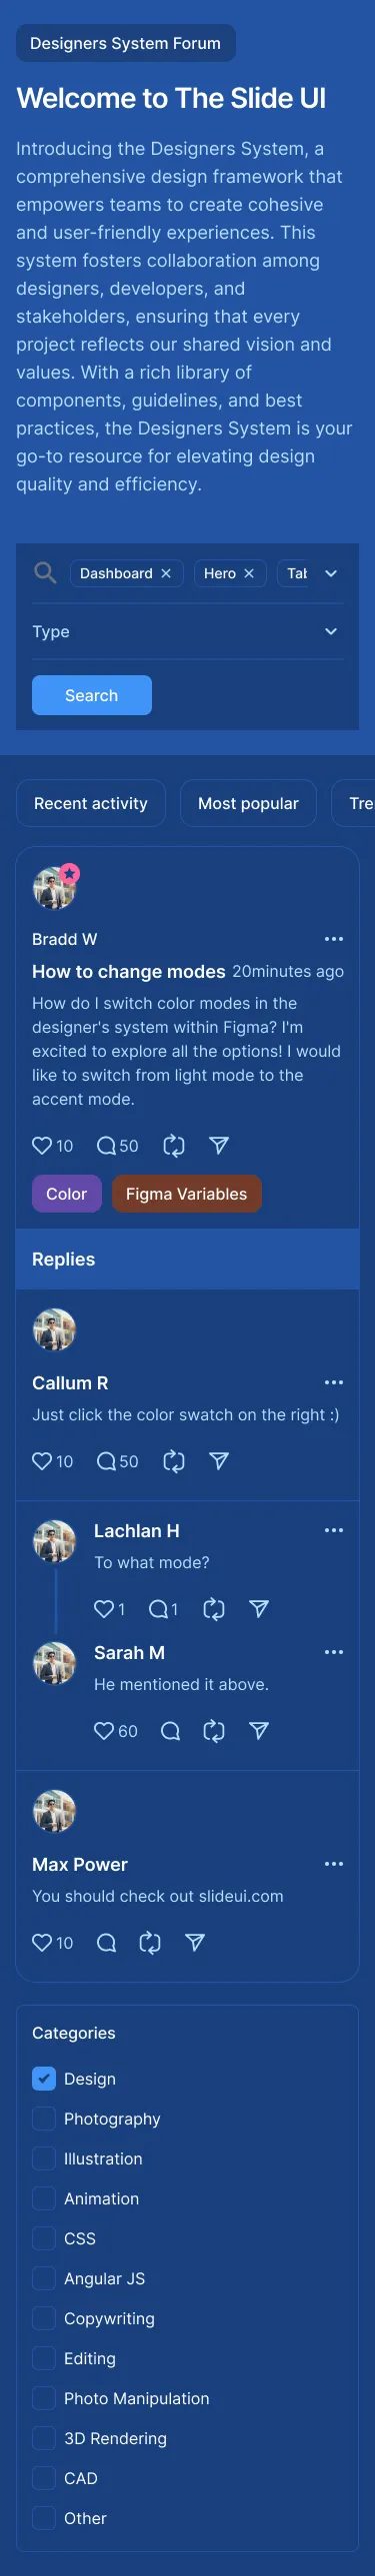 Designers System Forum
Welcome to The Slide UI
Introducing the Designers System, a
comprehensive design framework that
empowers teams to create cohesive
and user-friendly experiences. This
system fosters collaboration among
designers, developers, and
stakeholders, ensuring that every
project reflects our shared vision and
values. With a rich library of
components, guidelines, and best
practices, the Designers System is your
go-to resource for elevating design
quality and efficiency.
Dashboard Hero Tab
Type
Search
Recent activity Most popular Tre
Bradd W
How to change modes 20minutes ago
How do I switch color modes in the
designer's system within Figma? I'm
excited to explore all the options! I would
like to switch from light mode to the
accent mode.
10 50
Color Figma Variables
Replies
Callum R
Just click the color swatch on the right :)
10 50
Lachlan H
To what mode?
1 1
Sarah M
He mentioned it above.
60
Max Power
You should check out slideui.com
10
Categories
Design
Photography
Illustration
Animation
CSS
Angular JS
Copywriting
Editing
Photo Manipulation
3D Rendering
CAD
Other